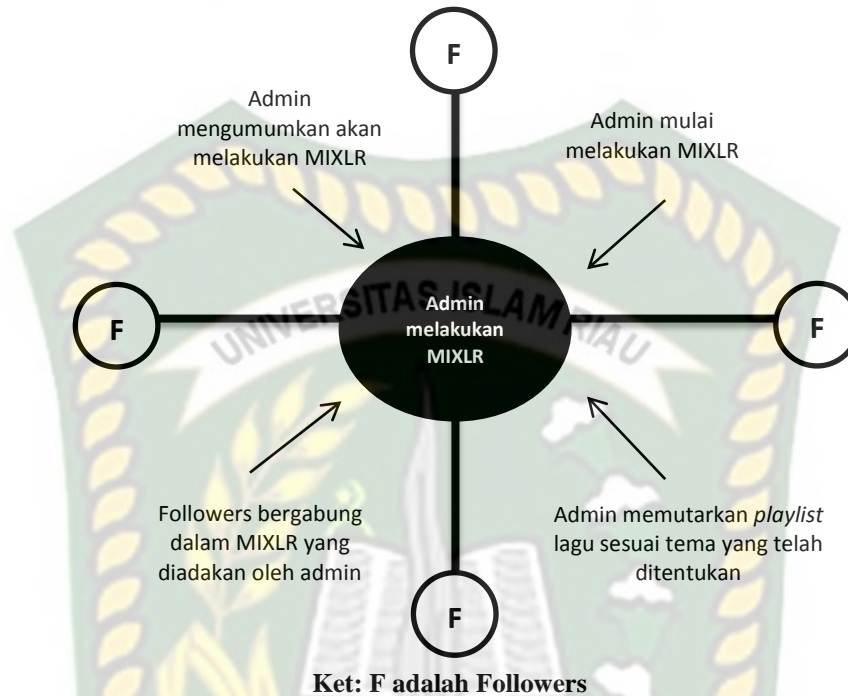 F
Admin
mengumumkan akan
melakukan MIXLR
Admin mulai
melakukan MIXLR
UNIVERSITAS ISLAM RIAU
F
Admin
melakukan
MIXLR
F
Followers bergabung
dalam MIXLR yang
diadakan oleh admin
Admin memutarkan playlist
lagu sesuai tema yang telah
ditentukan
F
Ket: F adalah Followers